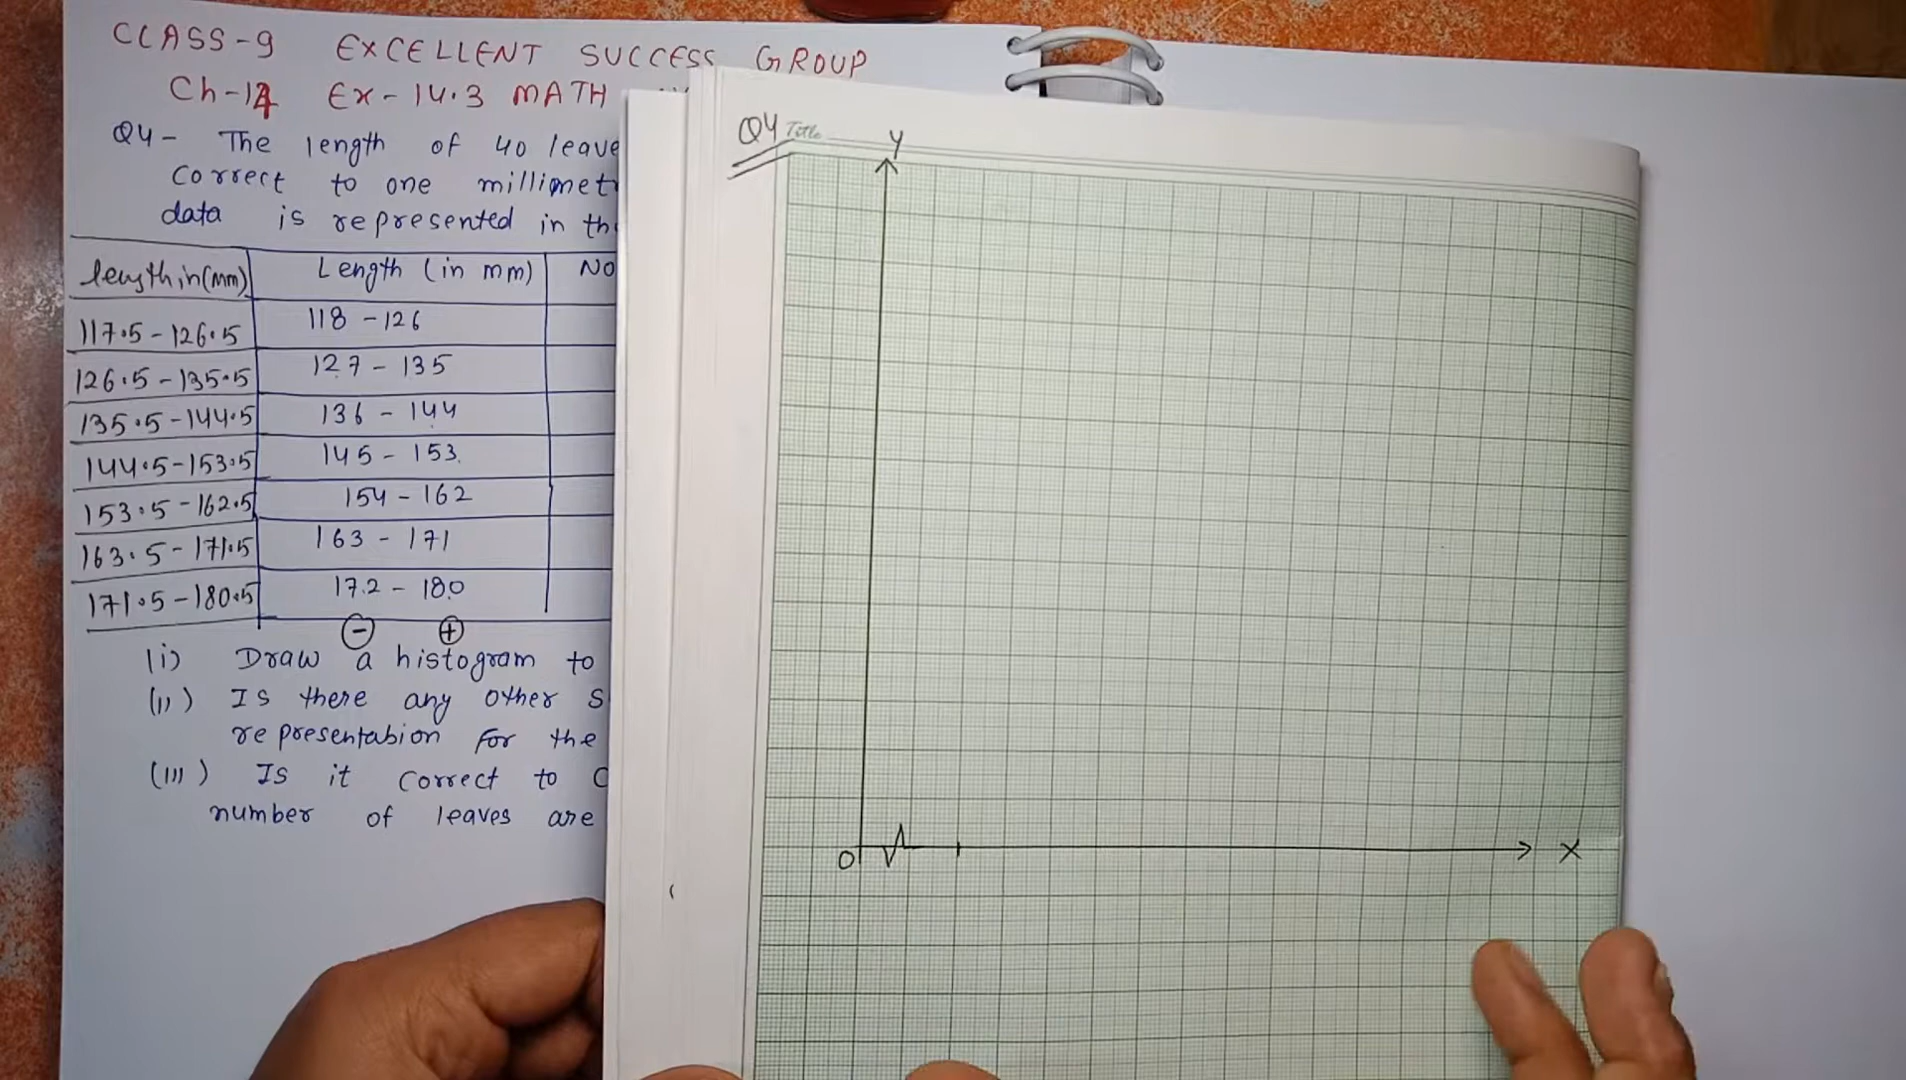 CLASS-9 EXCELLENT SUCCESS GROUP
Ch-14 Ex-14.3 MATH
Q4- The length of 40 leave
Correct to one millimet
data is represented in th
length in(mm) Length (in mm) No
117.5-126.5 118-126
126.5-135.5 127-135
135.5-144.5 136-144
144.5-153.5 145-153
153.5-162.5 154-162
163.5-171.5 163-171
171.5-180.5 172-180
- +
(i) Draw a histogram to
(ii) Is there any other s
representabion for the
(iii) Is it correct to c
number of leaves are
Q4 Title Y
O X